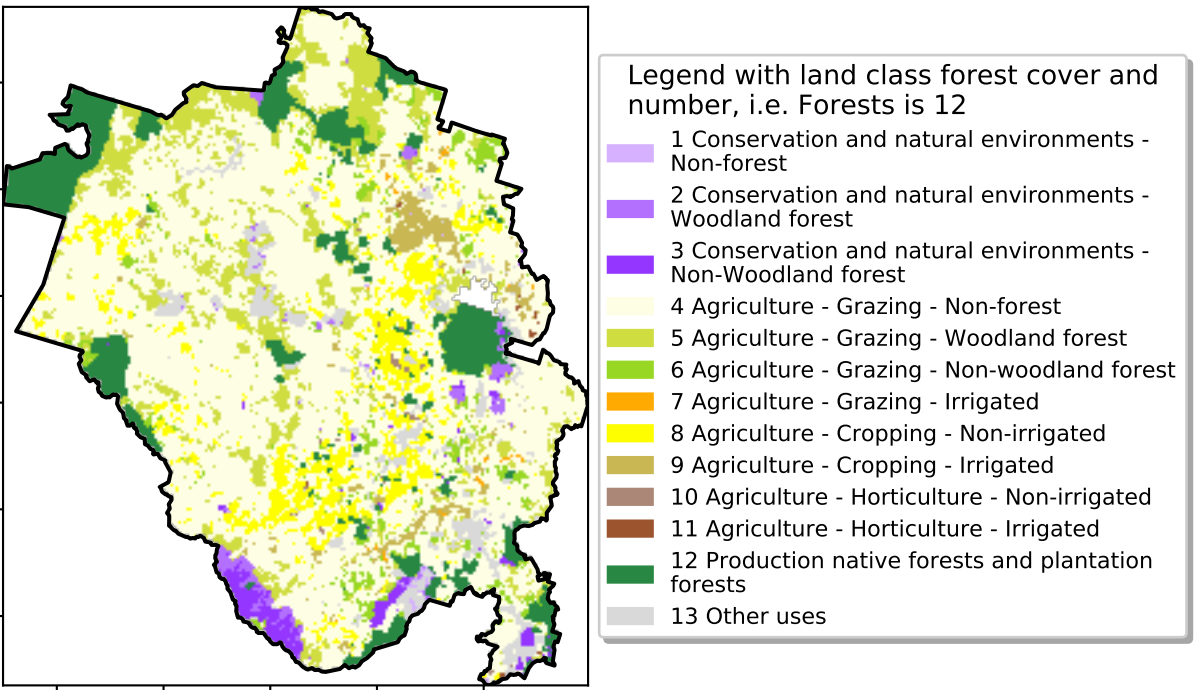 Legend with land class forest cover and
number, i.e. Forests is 12
1 Conservation and natural environments -
Non-forest
2 Conservation and natural environments -
Woodland forest
3 Conservation and natural environments -
Non-Woodland forest
4 Agriculture - Grazing - Non-forest
5 Agriculture - Grazing - Woodland forest
6 Agriculture - Grazing - Non-woodland forest
7 Agriculture - Grazing - Irrigated
8 Agriculture - Cropping - Non-irrigated
9 Agriculture - Cropping - Irrigated
10 Agriculture - Horticulture - Non-irrigated
11 Agriculture - Horticulture - Irrigated
12 Production native forests and plantation
forests
13 Other uses